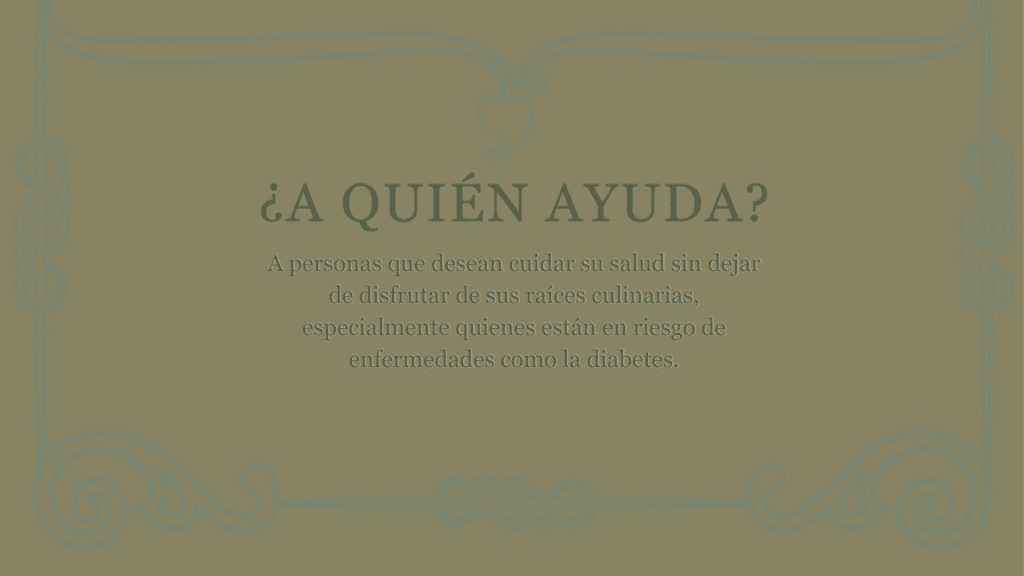 ¿A QUIÉN AYUDA?
A personas que desean cuidar su salud sin dejar
de disfrutar de sus raíces culinarias,
especialmente quienes están en riesgo de
enfermedades como la diabetes.